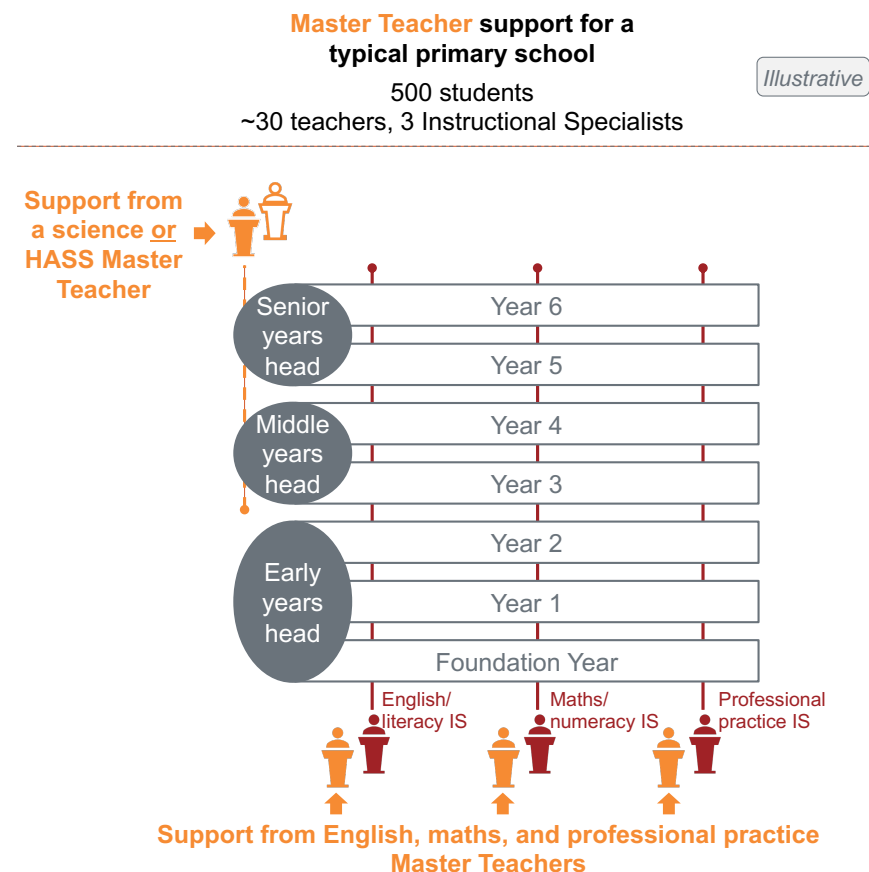 Master Teacher support for a
typical primary school
500 students
~30 teachers, 3 Instructional Specialists
Illustrative
Support from
a science or
HASS Master
Teacher
Senior
years
head
Year 6
Year 5
Middle
years
head
Year 4
Year 3
Early
years
head
Year 2
Year 1
Foundation Year
English/
literacy IS
Maths/
numeracy IS
Professional
practice IS
Support from English, maths, and professional practice
Master Teachers